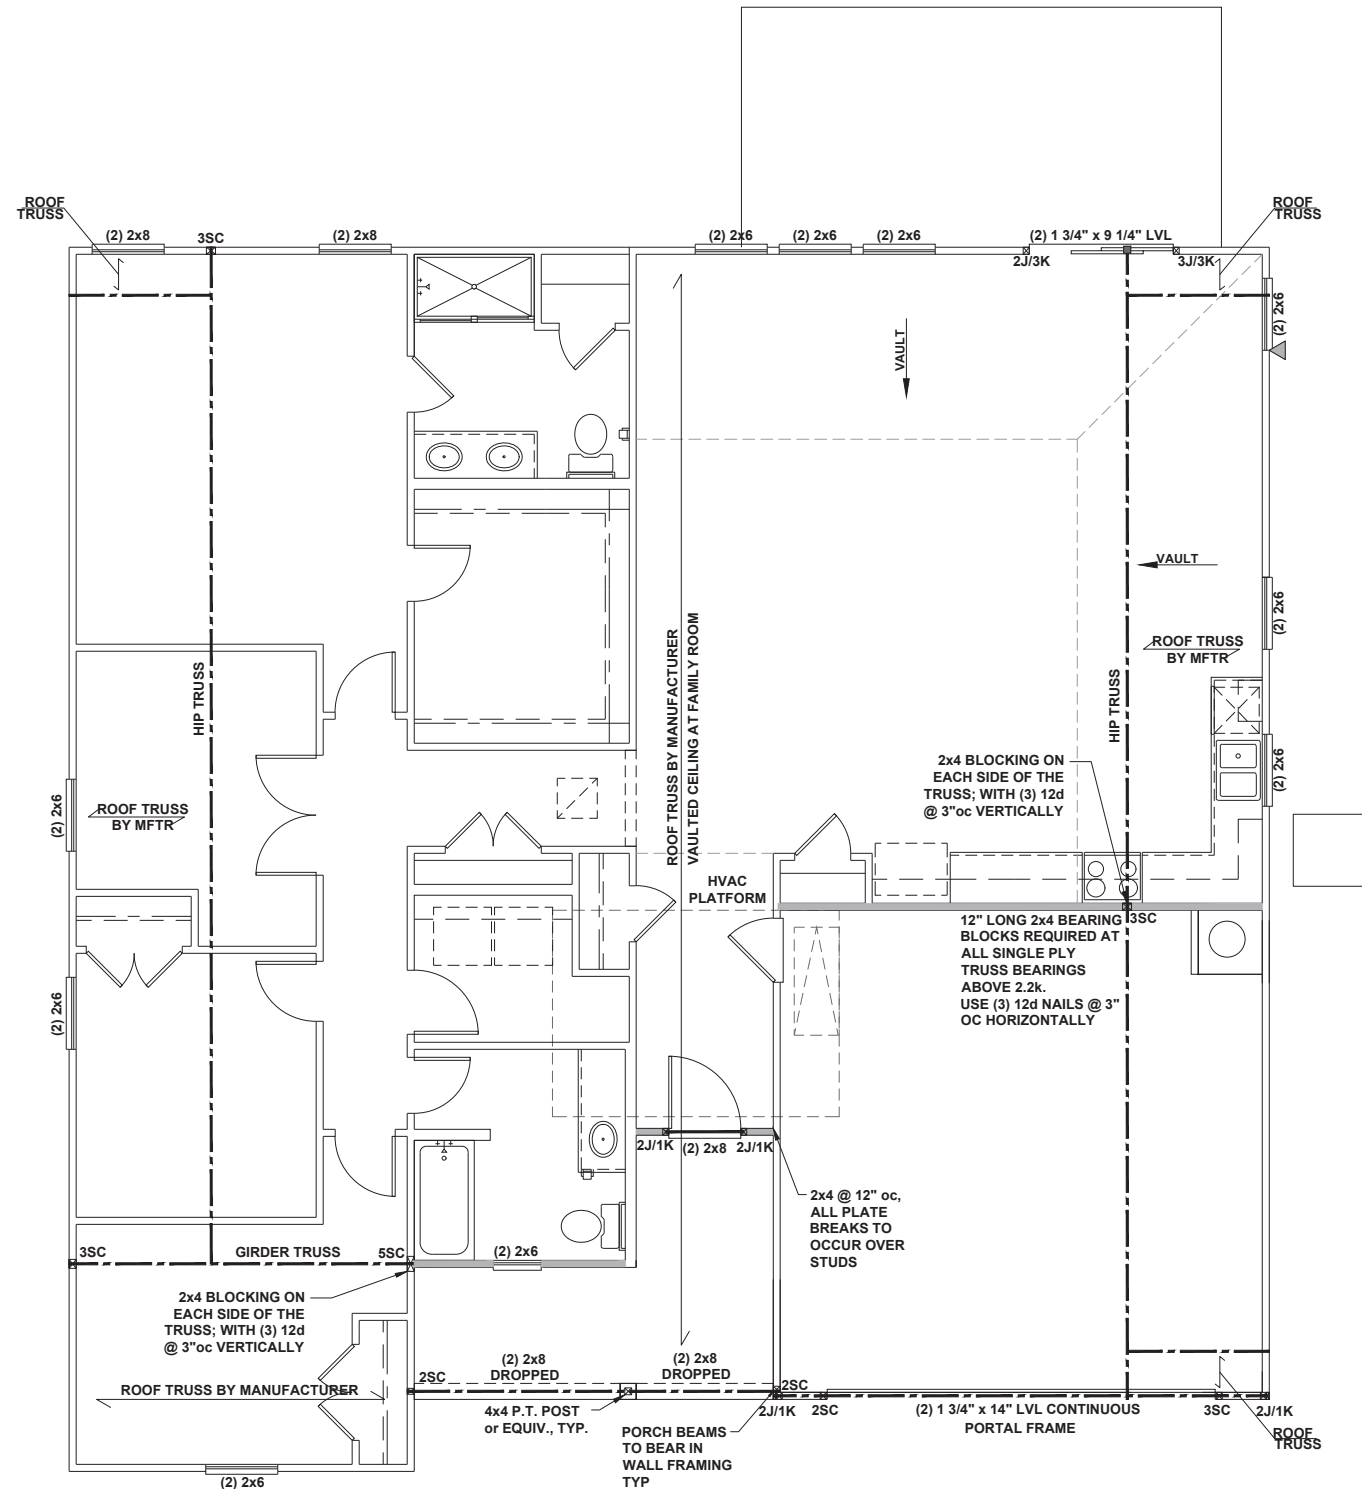 ROOF
TRUSS
(2) 2x8
3SC
(2) 2x8
(2) 2x6
(2) 2x6
(2) 2x6
(2) 1 3/4" x 9 1/4" LVL
2J/3K
3J/3K
ROOF
TRUSS
(2) 2x6
VAULT
VAULT
(2) 2x6
ROOF TRUSS
BY MFTR
HIP TRUSS
ROOF TRUSS BY MANUFACTURER
VAULTED CEILING AT FAMILY ROOM
HIP TRUSS
2x4 BLOCKING ON
EACH SIDE OF THE
TRUSS; WITH (3) 12d
@ 3"oc VERTICALLY
(2) 2x6
(2) 2x6
ROOF TRUSS
BY MFTR
HVAC
PLATFORM
3SC
12" LONG 2x4 BEARING
BLOCKS REQUIRED AT
ALL SINGLE PLY
TRUSS BEARINGS
ABOVE 2.2k.
USE (3) 12d NAILS @ 3"
OC HORIZONTALLY
(2) 2x6
2J/1K
(2) 2x8
2J/1K
2x4 @ 12" oc,
ALL PLATE
BREAKS TO
OCCUR OVER
STUDS
3SC
GIRDER TRUSS
5SC
(2) 2x6
2x4 BLOCKING ON
EACH SIDE OF THE
TRUSS; WITH (3) 12d
@ 3"oc VERTICALLY
(2) 2x8
DROPPED
(2) 2x8
DROPPED
ROOF TRUSS BY MANUFACTURER
2SC
2SC
4x4 P.T. POST
or EQUIV., TYP.
2J/1K
2SC
(2) 1 3/4" x 14" LVL CONTINUOUS
PORTAL FRAME
3SC
2J/1K
PORCH BEAMS
TO BEAR IN
WALL FRAMING
TYP
ROOF
TRUSS
(2) 2x6